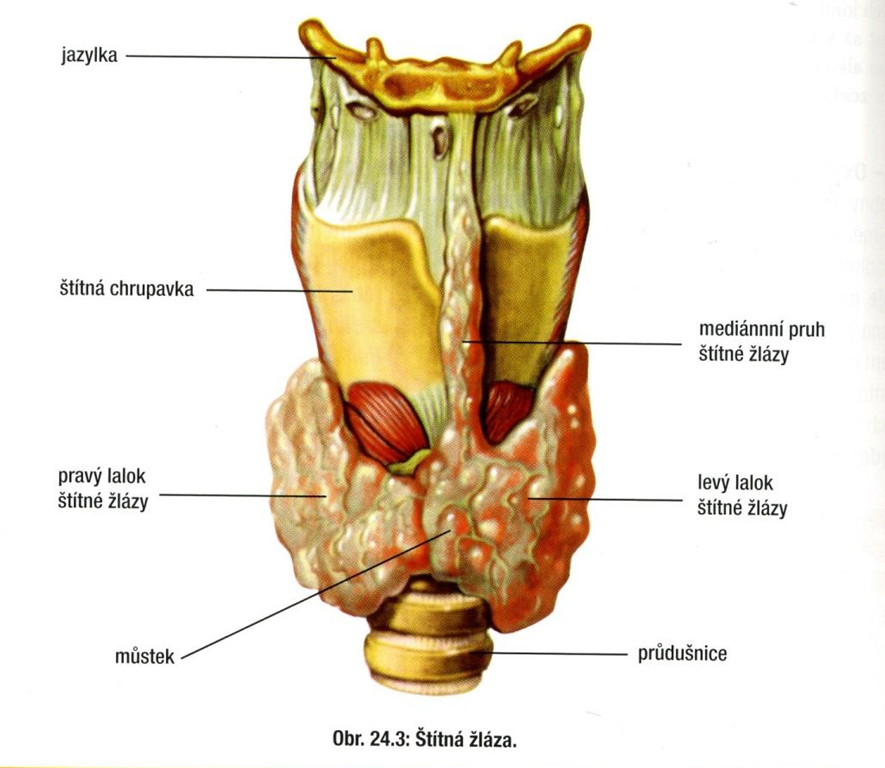 jazylka
štítná chrupavka
mediánnní pruh
štítné žlázy
pravý lalok
štítné žlázy
levý lalok
štítné žlázy
můstek
průdušnice
Obr. 24.3: Štítná žláza.